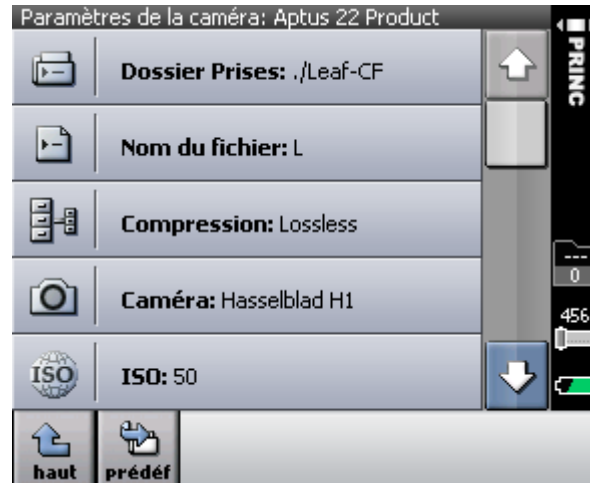 Paramètres de la caméra: Aptus 22 Product
PRINC
Dossier Prises: ./Leaf-CF
Nom du fichier: L
Compression: Lossless
Caméra: Hasselblad H1
ISO
ISO: 50
---
0
456
haut
prédéf